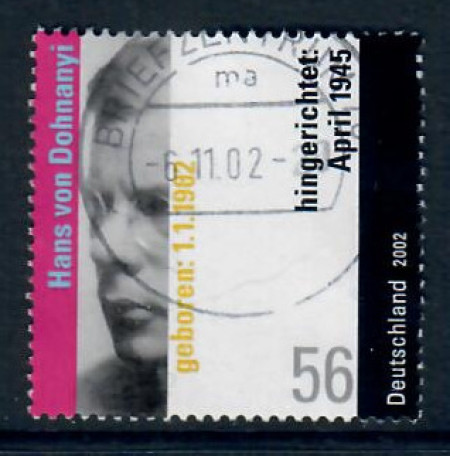 Hans von Dohnanyi
geboren: 1.1.1902
hingerichtet:
April 1945
56
Deutschland 2002
BRIEFZENTRUM
ma
-6.11.02-